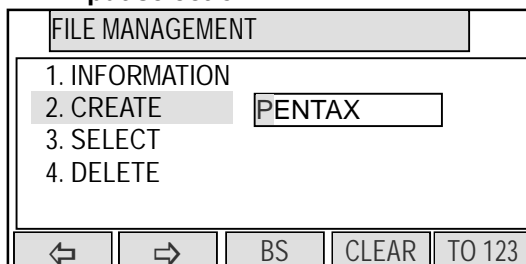 FILE MANAGEMENT
1. INFORMATION
2. CREATE PENTAX
3. SELECT
4. DELETE
⇦ ⇨ BS CLEAR TO 123